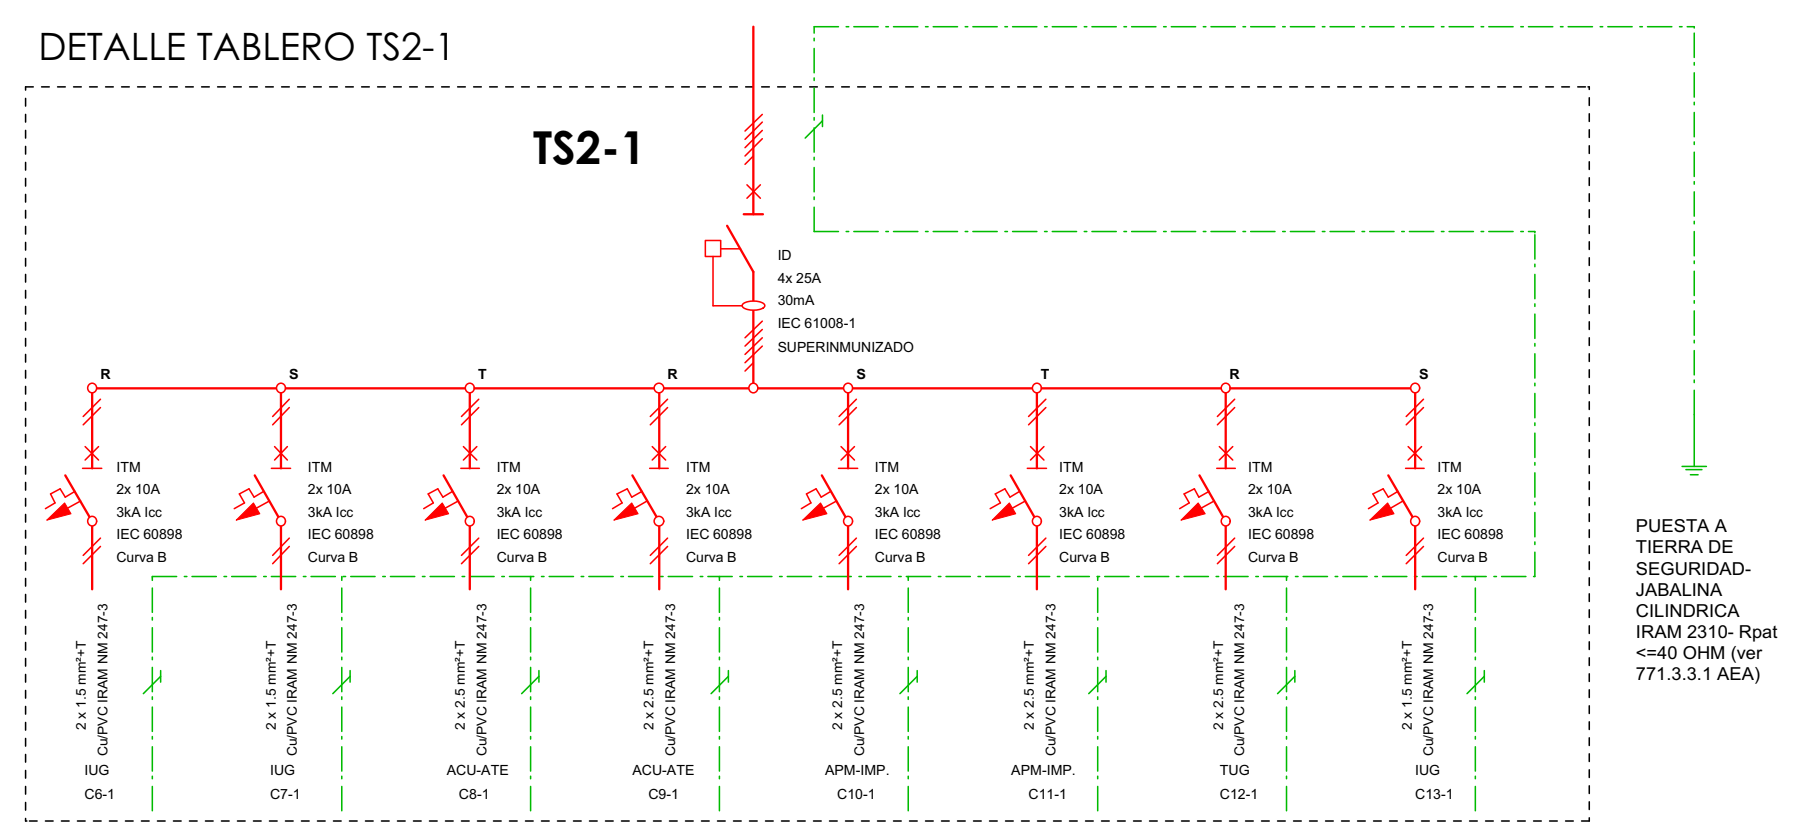 DETALLE TABLERO TS2-1
TS2-1
ID
4x 25A
30mA
IEC 61008-1
SUPERINMUNIZADO
R
S
T
R
S
T
R
S
ITM
2x 10A
3kA Icc
IEC 60898
Curva B
ITM
2x 10A
3kA Icc
IEC 60898
Curva B
ITM
2x 10A
3kA Icc
IEC 60898
Curva B
ITM
2x 10A
3kA Icc
IEC 60898
Curva B
ITM
2x 10A
3kA Icc
IEC 60898
Curva B
ITM
2x 10A
3kA Icc
IEC 60898
Curva B
ITM
2x 10A
3kA Icc
IEC 60898
Curva B
ITM
2x 10A
3kA Icc
IEC 60898
Curva B
2 x 1.5 mm²+T
Cu/PVC IRAM NM 247-3
IUG
C6-1
2 x 1.5 mm²+T
Cu/PVC IRAM NM 247-3
IUG
C7-1
2 x 2.5 mm²+T
Cu/PVC IRAM NM 247-3
ACU-ATE
C8-1
2 x 2.5 mm²+T
Cu/PVC IRAM NM 247-3
ACU-ATE
C9-1
2 x 2.5 mm²+T
Cu/PVC IRAM NM 247-3
APM-IMP.
C10-1
2 x 2.5 mm²+T
Cu/PVC IRAM NM 247-3
APM-IMP.
C11-1
2 x 2.5 mm²+T
Cu/PVC IRAM NM 247-3
TUG
C12-1
2 x 1.5 mm²+T
Cu/PVC IRAM NM 247-3
IUG
C13-1
PUESTA A
TIERRA DE
SEGURIDAD-
JABALINA
CILINDRICA
IRAM 2310- Rpat
<=40 OHM (ver
771.3.3.1 AEA)